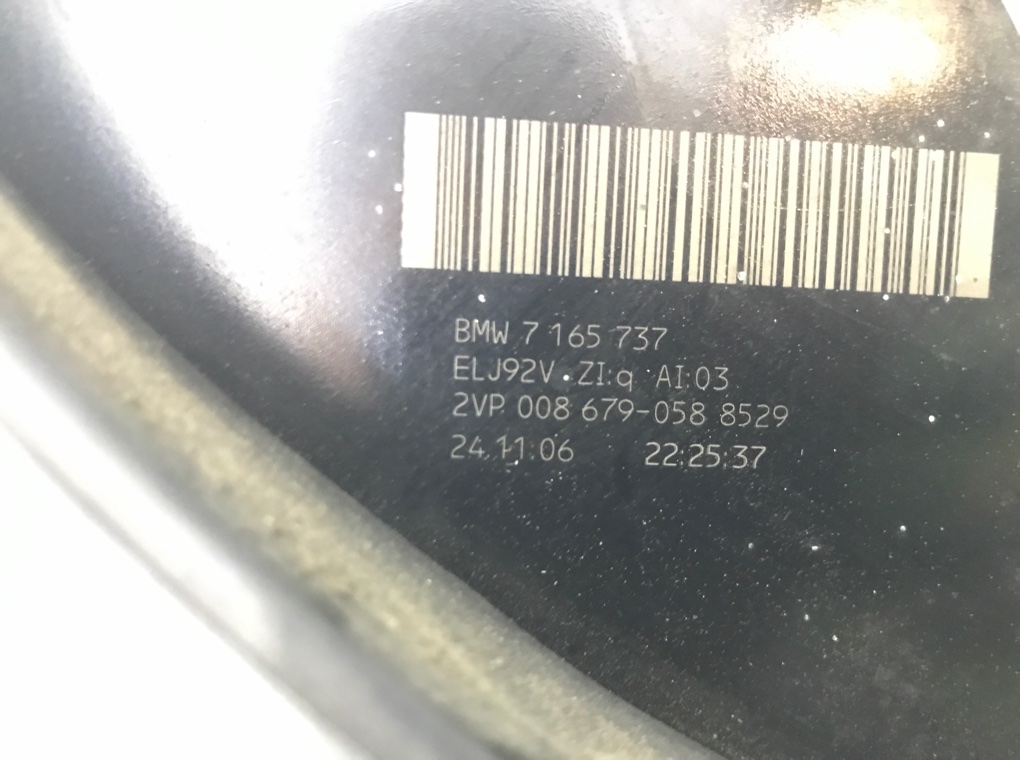 BMW 7 165 737
ELJ92V ZI:q AI:03
2VP 008 679-058 8529
24.11:06 22:25:37